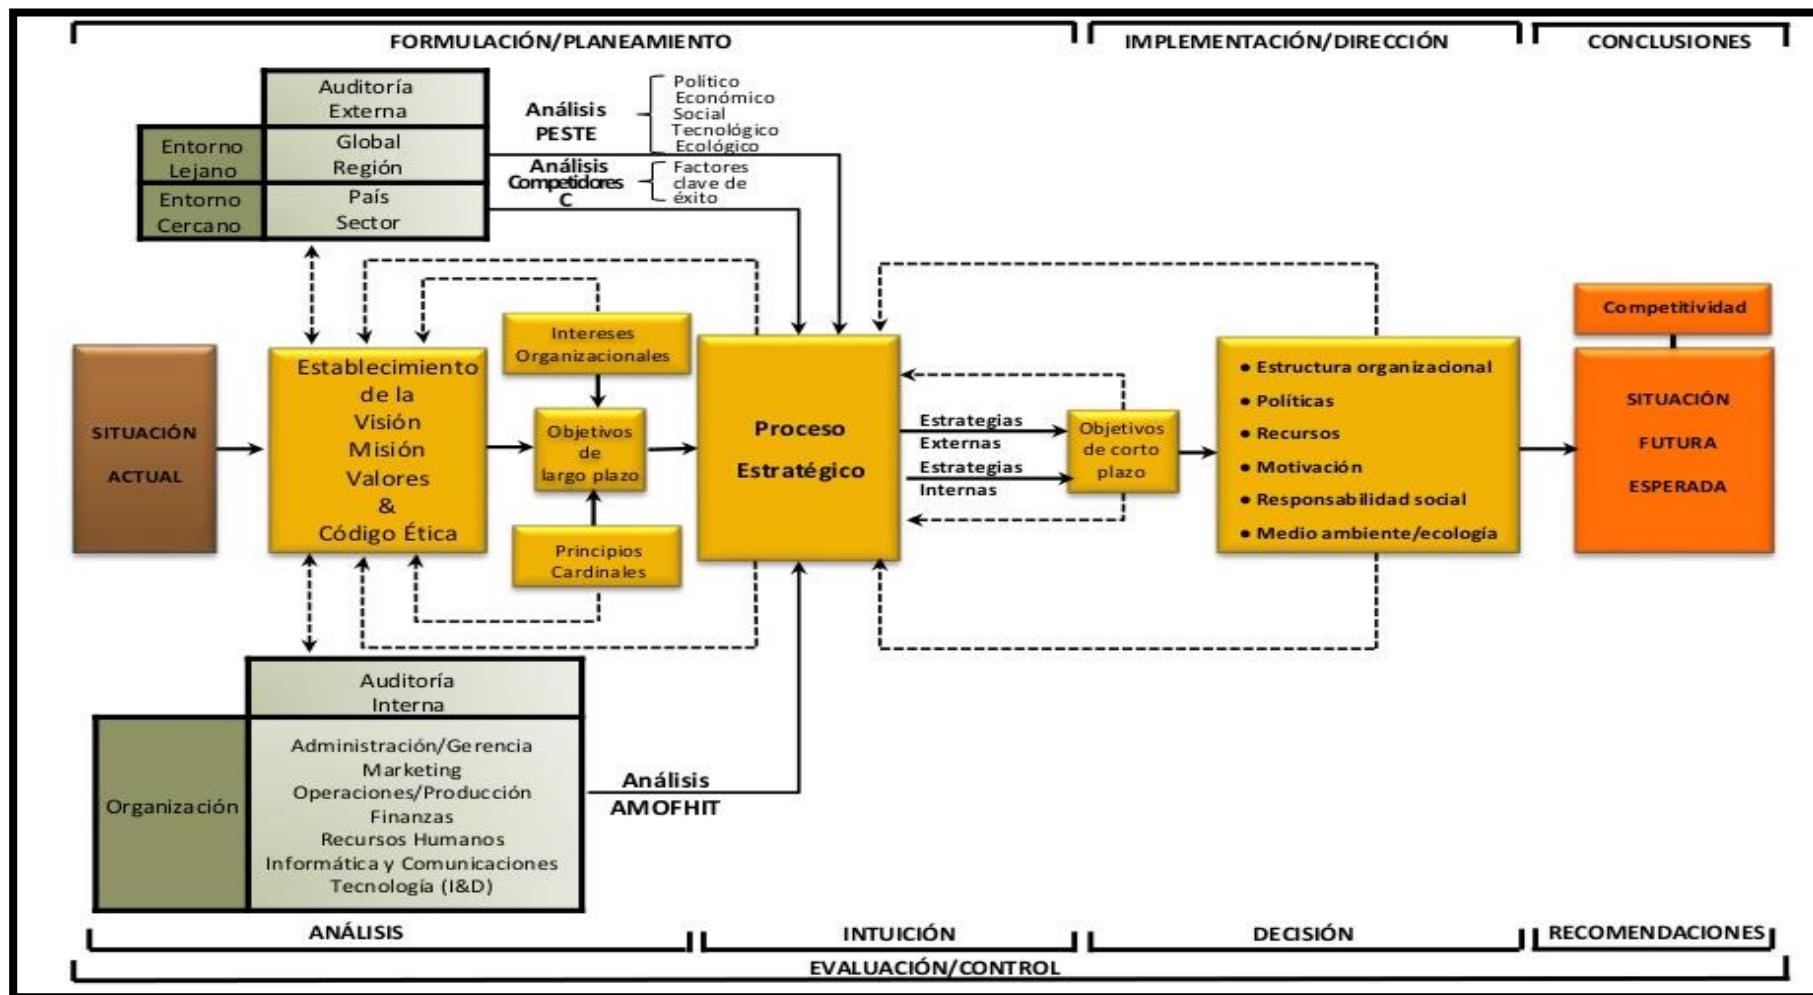 FORMULACIÓN/PLANEAMIENTO
IMPLEMENTACIÓN/DIRECCIÓN
CONCLUSIONES
Auditoría
Externa
Entorno
Lejano
Global
Región
Entorno
Cercano
País
Sector
Análisis
PESTE
Político
Económico
Social
Tecnológico
Ecológico
Análisis
Competidores
C
Factores
clave de
éxito
SITUACIÓN
ACTUAL
Establecimiento
de la
Visión
Misión
Valores
&
Código Ética
Intereses
Organizacionales
Objetivos
de
largo plazo
Principios
Cardinales
Proceso
Estratégico
Estrategias
Externas
Estrategias
Internas
Objetivos
de corto
plazo
• Estructura organizacional
• Políticas
• Recursos
• Motivación
• Responsabilidad social
• Medio ambiente/ecología
Competitividad
SITUACIÓN
FUTURA
ESPERADA
Auditoría
Interna
Organización
Administración/Gerencia
Marketing
Operaciones/Producción
Finanzas
Recursos Humanos
Informática y Comunicaciones
Tecnología (I&D)
Análisis
AMOFHIT
ANÁLISIS
INTUICIÓN
DECISIÓN
RECOMENDACIONES
EVALUACIÓN/CONTROL